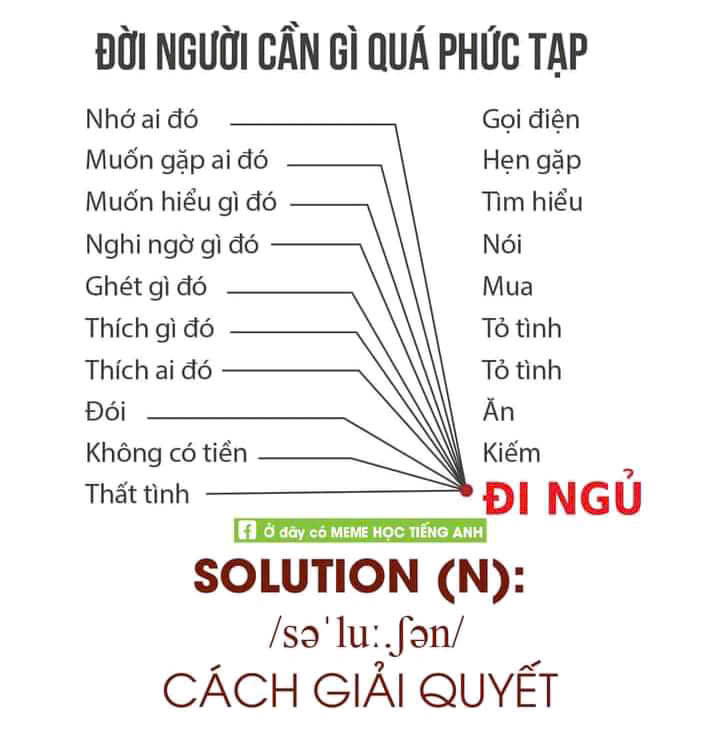 ĐỜI NGƯỜI CẦN GÌ QUÁ PHỨC TẠP
Nhớ ai đó Gọi điện
Muốn gặp ai đó Hẹn gặp
Muốn hiểu gì đó Tìm hiểu
Nghi ngờ gì đó Nói
Ghét gì đó Mua
Thích gì đó Tỏ tình
Thích ai đó Tỏ tình
Đói Ăn
Không có tiền Kiếm
Thất tình ĐI NGỦ
f Ở đây có MEME HỌC TIẾNG ANH
SOLUTION (N):
/səˈluː.ʃən/
CÁCH GIẢI QUYẾT